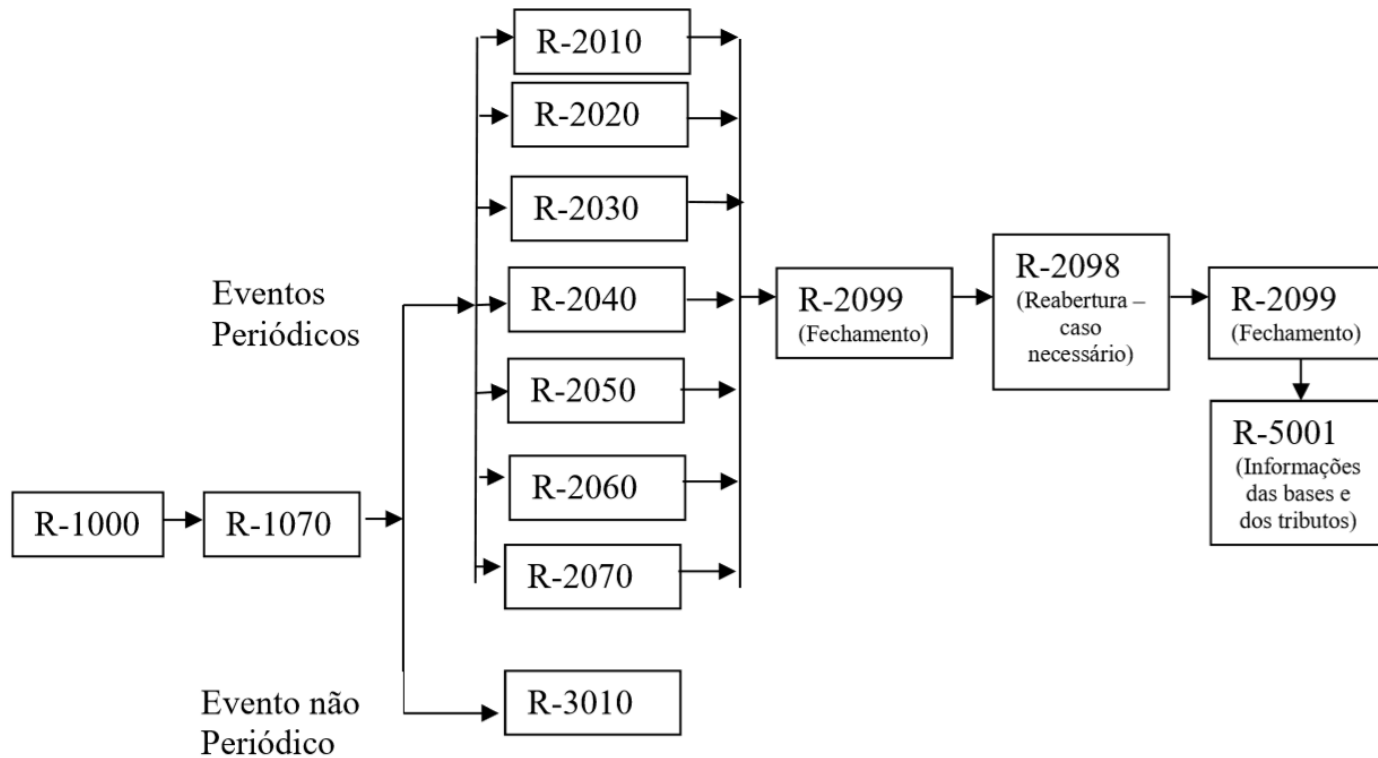 R-2010
R-2020
R-2030
Eventos
Periódicos
R-2040
R-2050
R-2060
R-2070
R-1000
R-1070
R-2099
(Fechamento)
R-2098
(Reabertura –
caso
necessário)
R-2099
(Fechamento)
R-5001
(Informações
das bases e
dos tributos)
Evento não
Periódico
R-3010